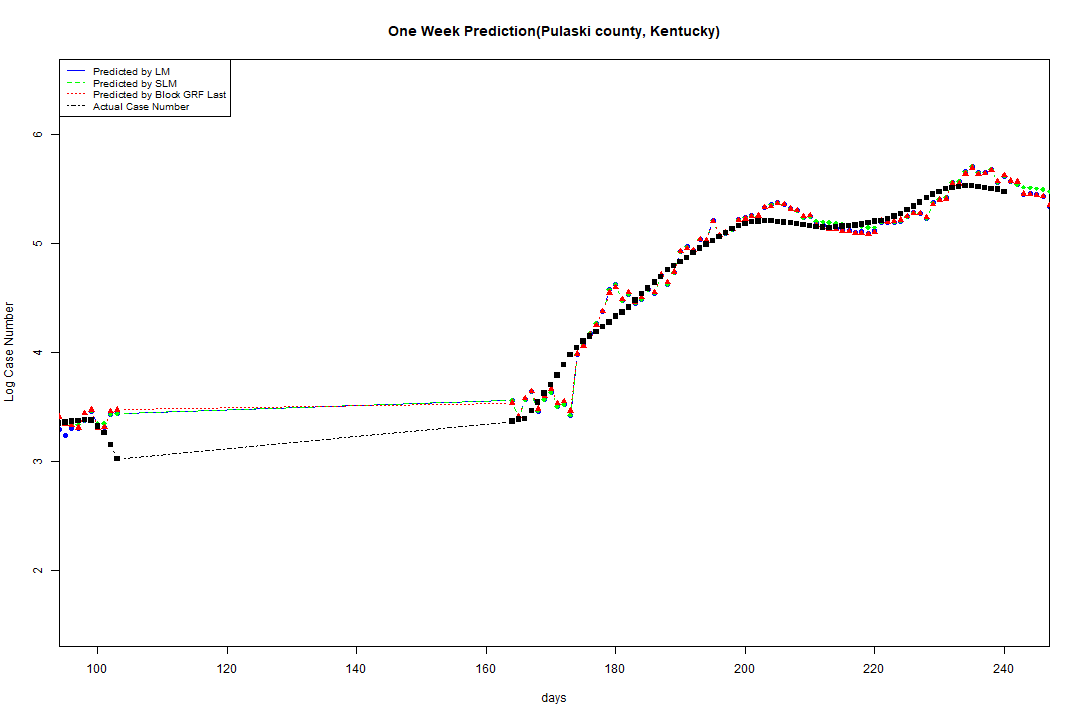 One Week Prediction(Pulaski county, Kentucky)
Predicted by LM
Predicted by SLM
Predicted by Block GRF Last
Actual Case Number
6
5
4
3
2
Log Case Number
100 120 140 160 180 200 220 240
days